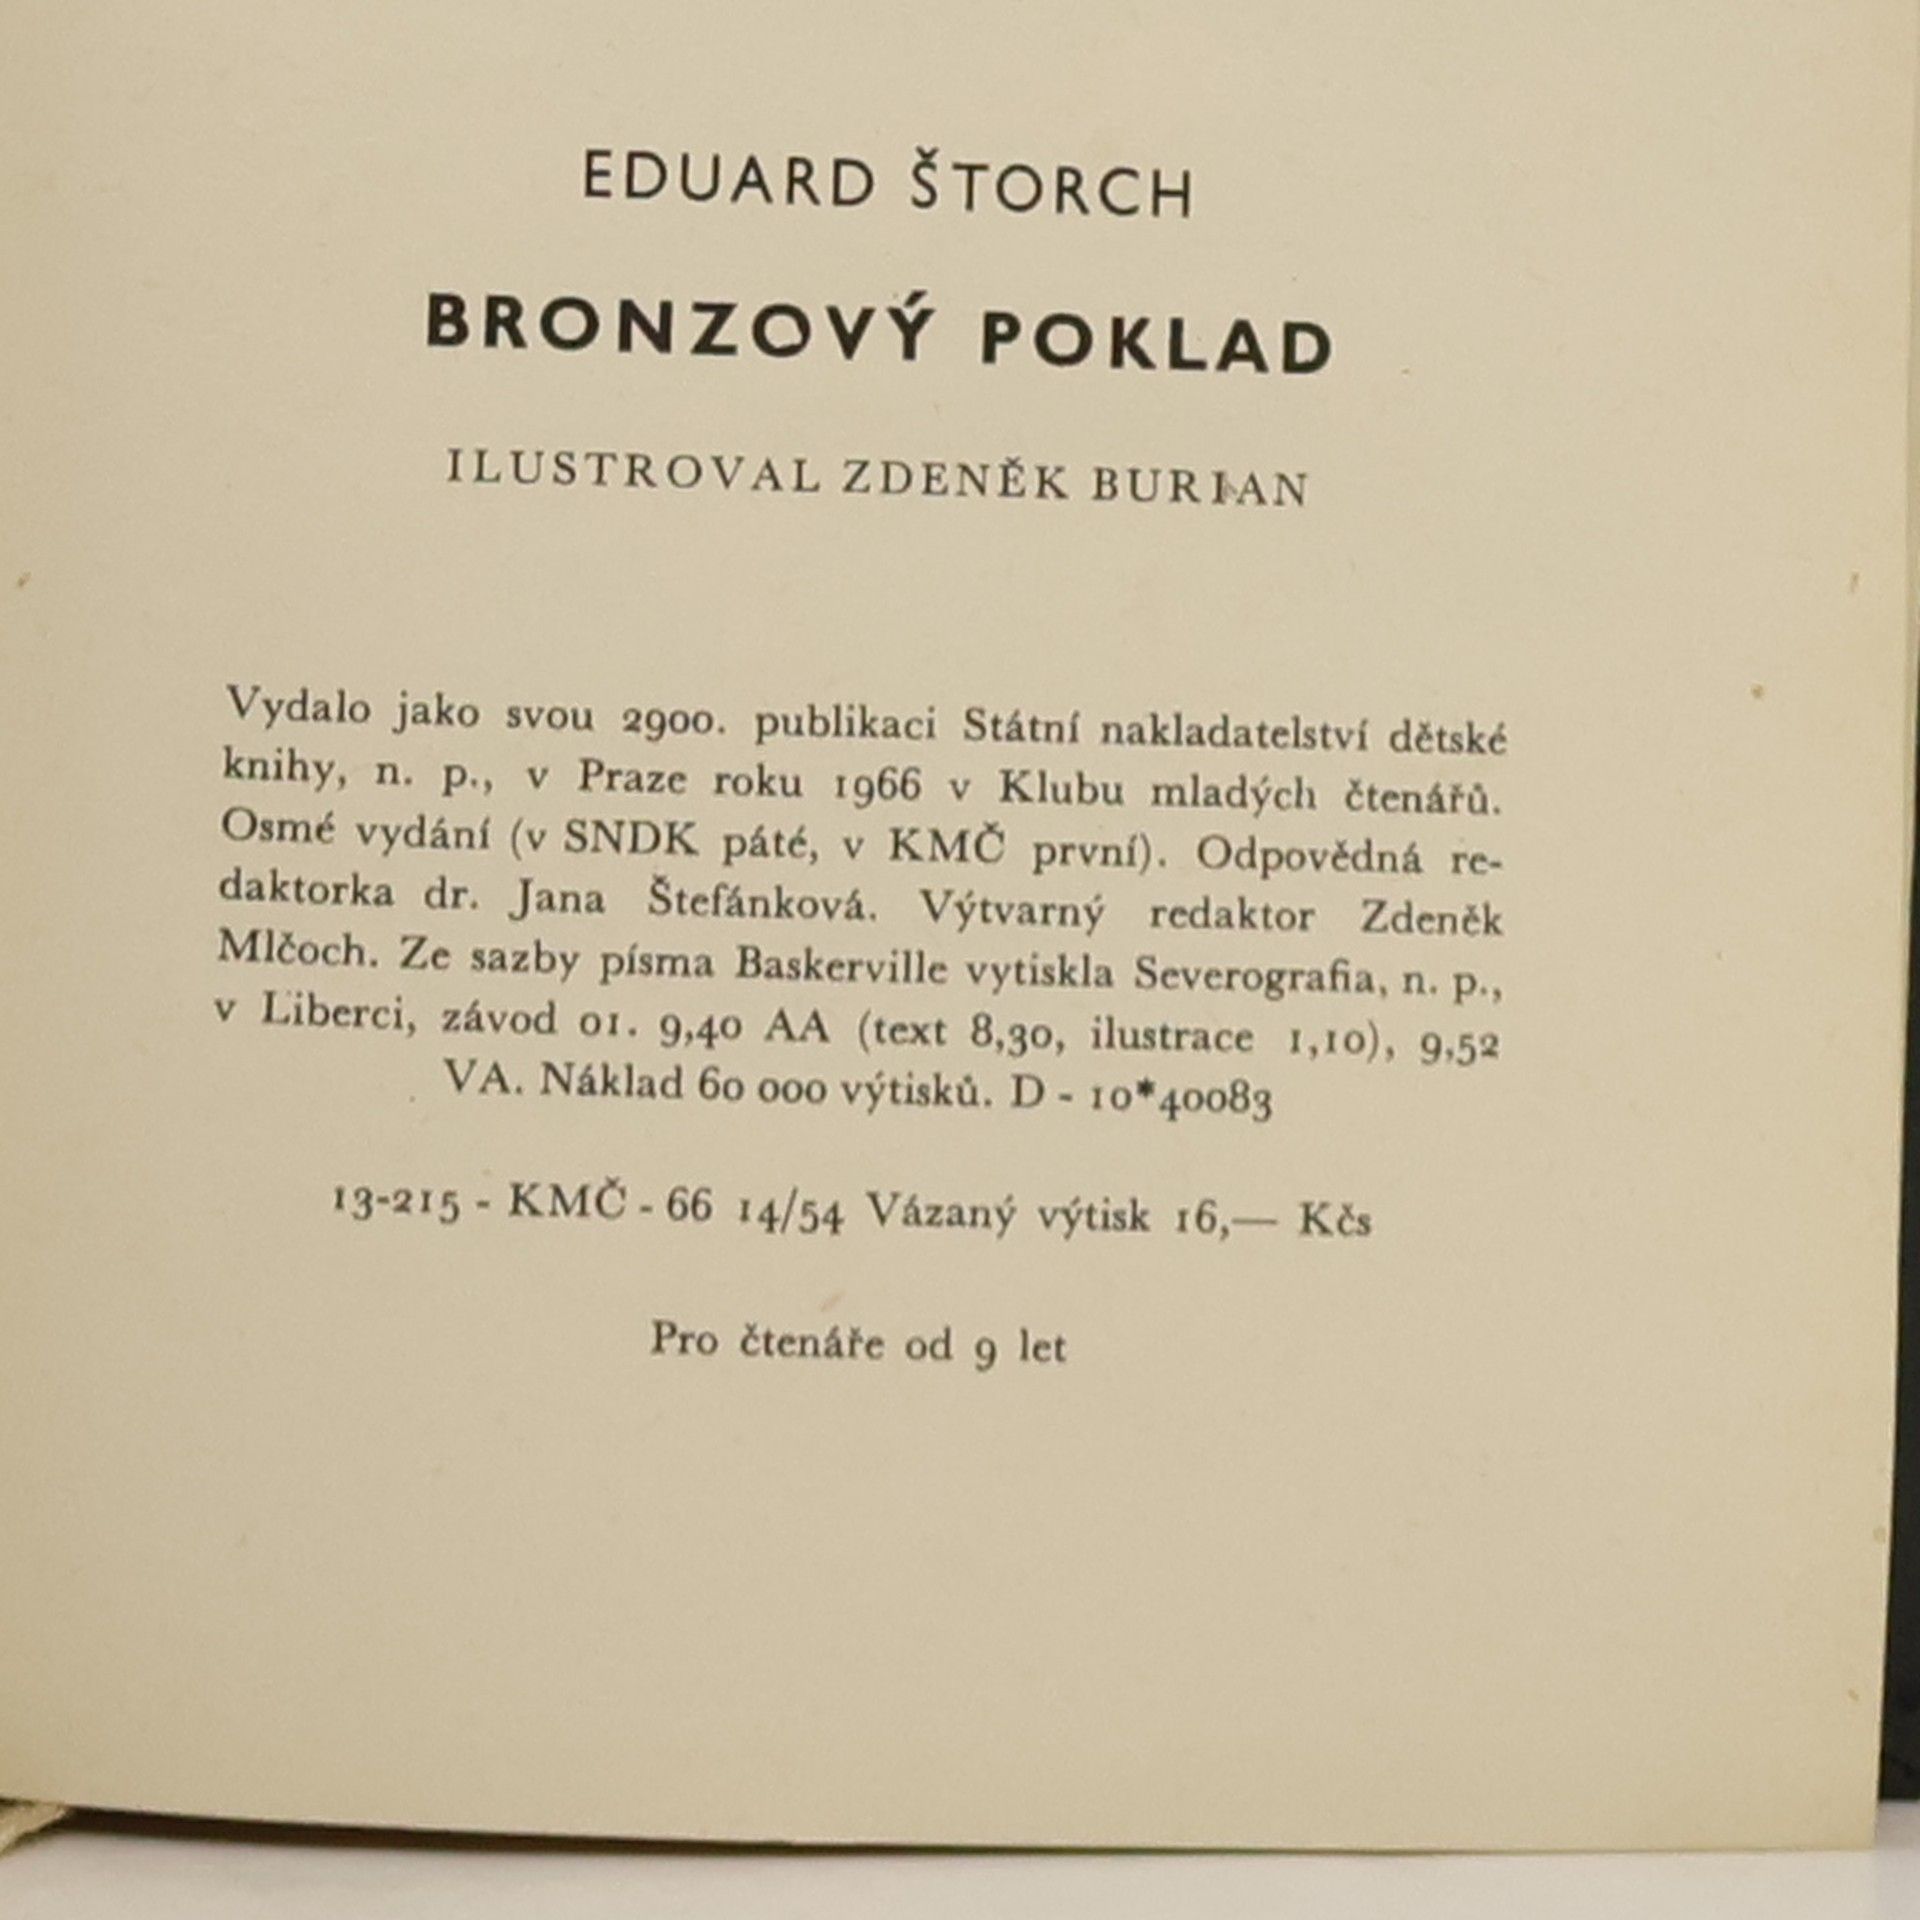 EDUARD ŠTORCH
BRONZOVÝ POKLAD
ILUSTROVAL ZDENĚK BURIAN
Vydalo jako svou 2900. publikaci Státní nakladatelství dětské
knihy, n. p., v Praze roku 1966 v Klubu mladých čtenářů.
Osmé vydání (v SNDK páté, v KMČ první). Odpovědná re-
daktorka dr. Jana Štefánková. Výtvarný redaktor Zdeněk
Mlčoch. Ze sazby písma Baskerville vytiskla Severografia, n. p.,
v Liberci, závod 01. 9,40 AA (text 8,30, ilustrace 1,10), 9,52
VA. Náklad 60 000 výtisků. D - 10*40083
13-215 - KMČ - 66 14/54 Vázaný výtisk 16,— Kčs
Pro čtenáře od 9 let